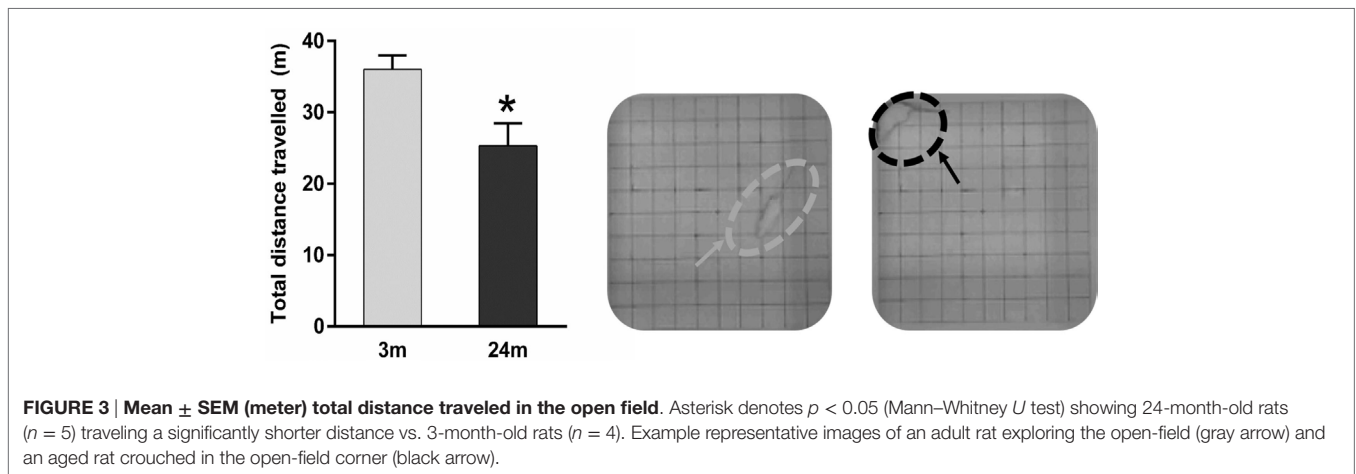 Total distance travelled (m)
40
30
20
10
0
*
3m
24m
FIGURE 3 | Mean ± SEM (meter) total distance traveled in the open field. Asterisk denotes p < 0.05 (Mann–Whitney U test) showing 24-month-old rats
(n = 5) traveling a significantly shorter distance vs. 3-month-old rats (n = 4). Example representative images of an adult rat exploring the open-field (gray arrow) and
an aged rat crouched in the open-field corner (black arrow).